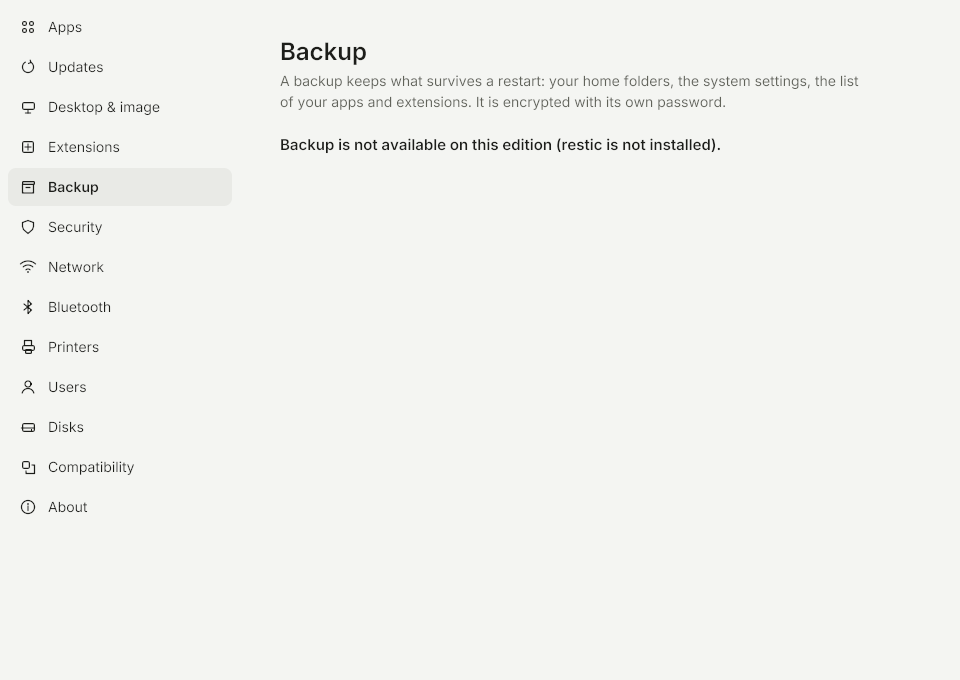 Apps
Updates
Desktop & image
Extensions
Backup
Security
Network
Bluetooth
Printers
Users
Disks
Compatibility
About
Backup
A backup keeps what survives a restart: your home folders, the system settings, the list
of your apps and extensions. It is encrypted with its own password.
Backup is not available on this edition (restic is not installed).